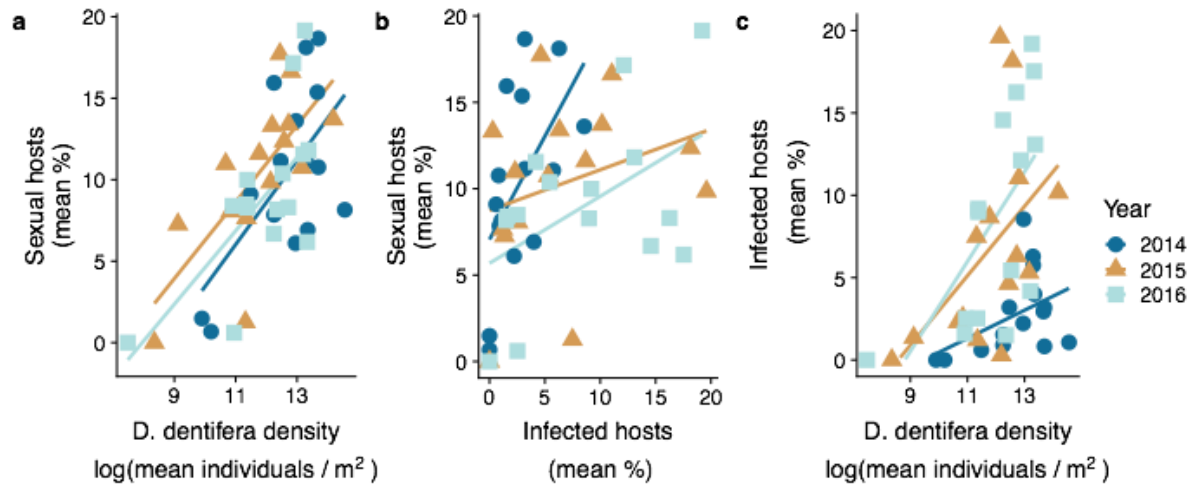 a
20
15
10
5
0
Sexual hosts
(mean %)
9 11 13
D. dentifera density
log(mean individuals / m²)
b
20
15
10
5
0
Sexual hosts
(mean %)
0 5 10 15 20
Infected hosts
(mean %)
c
20
15
10
5
0
Infected hosts
(mean %)
9 11 13
D. dentifera density
log(mean individuals / m²)
Year
2014
2015
2016